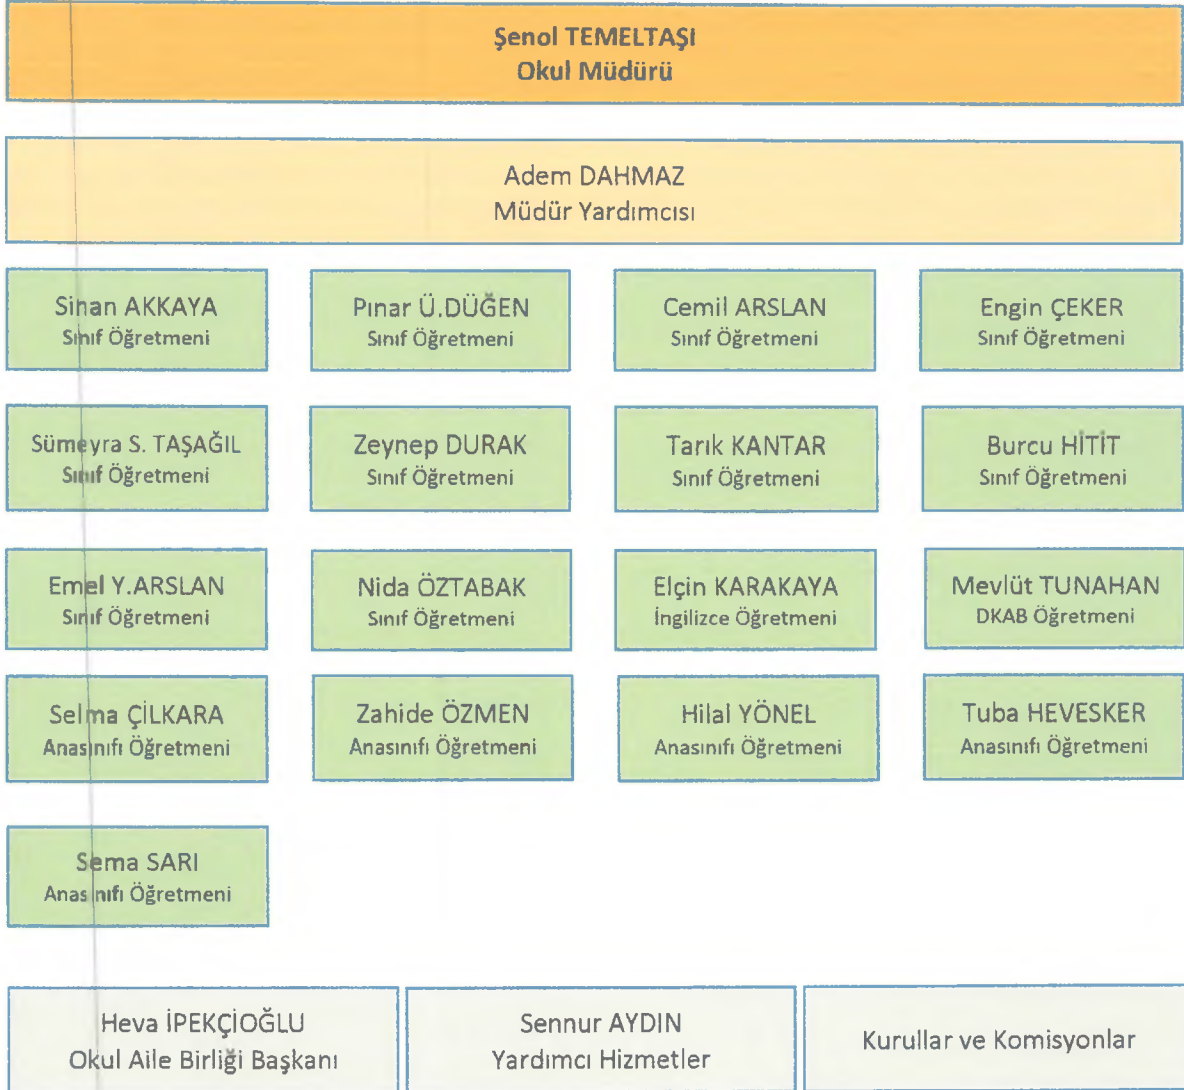 Şenol TEMELTAŞI
Okul Müdürü
Adem DAHMAZ
Müdür Yardımcısı
Sinan AKKAYA
Sınıf Öğretmeni
Pınar Ü.DÜĞEN
Sınıf Öğretmeni
Cemil ARSLAN
Sınıf Öğretmeni
Engin ÇEKER
Sınıf Öğretmeni
Sümeyra S. TAŞAĞIL
Sınıf Öğretmeni
Zeynep DURAK
Sınıf Öğretmeni
Tarık KANTAR
Sınıf Öğretmeni
Burcu HİTİT
Sınıf Öğretmeni
Emel Y.ARSLAN
Sınıf Öğretmeni
Nida ÖZTABAK
Sınıf Öğretmeni
Elçin KARAKAYA
İngilizce Öğretmeni
Mevlüt TUNAHAN
DKAB Öğretmeni
Selma ÇİLKARA
Anasınıfı Öğretmeni
Zahide ÖZMEN
Anasınıfı Öğretmeni
Hilal YÖNEL
Anasınıfı Öğretmeni
Tuba HEVESKER
Anasınıfı Öğretmeni
Sema SARI
Anasınıfı Öğretmeni
Heva İPEKÇİOĞLU
Okul Aile Birliği Başkanı
Sennur AYDIN
Yardımcı Hizmetler
Kurullar ve Komisyonlar